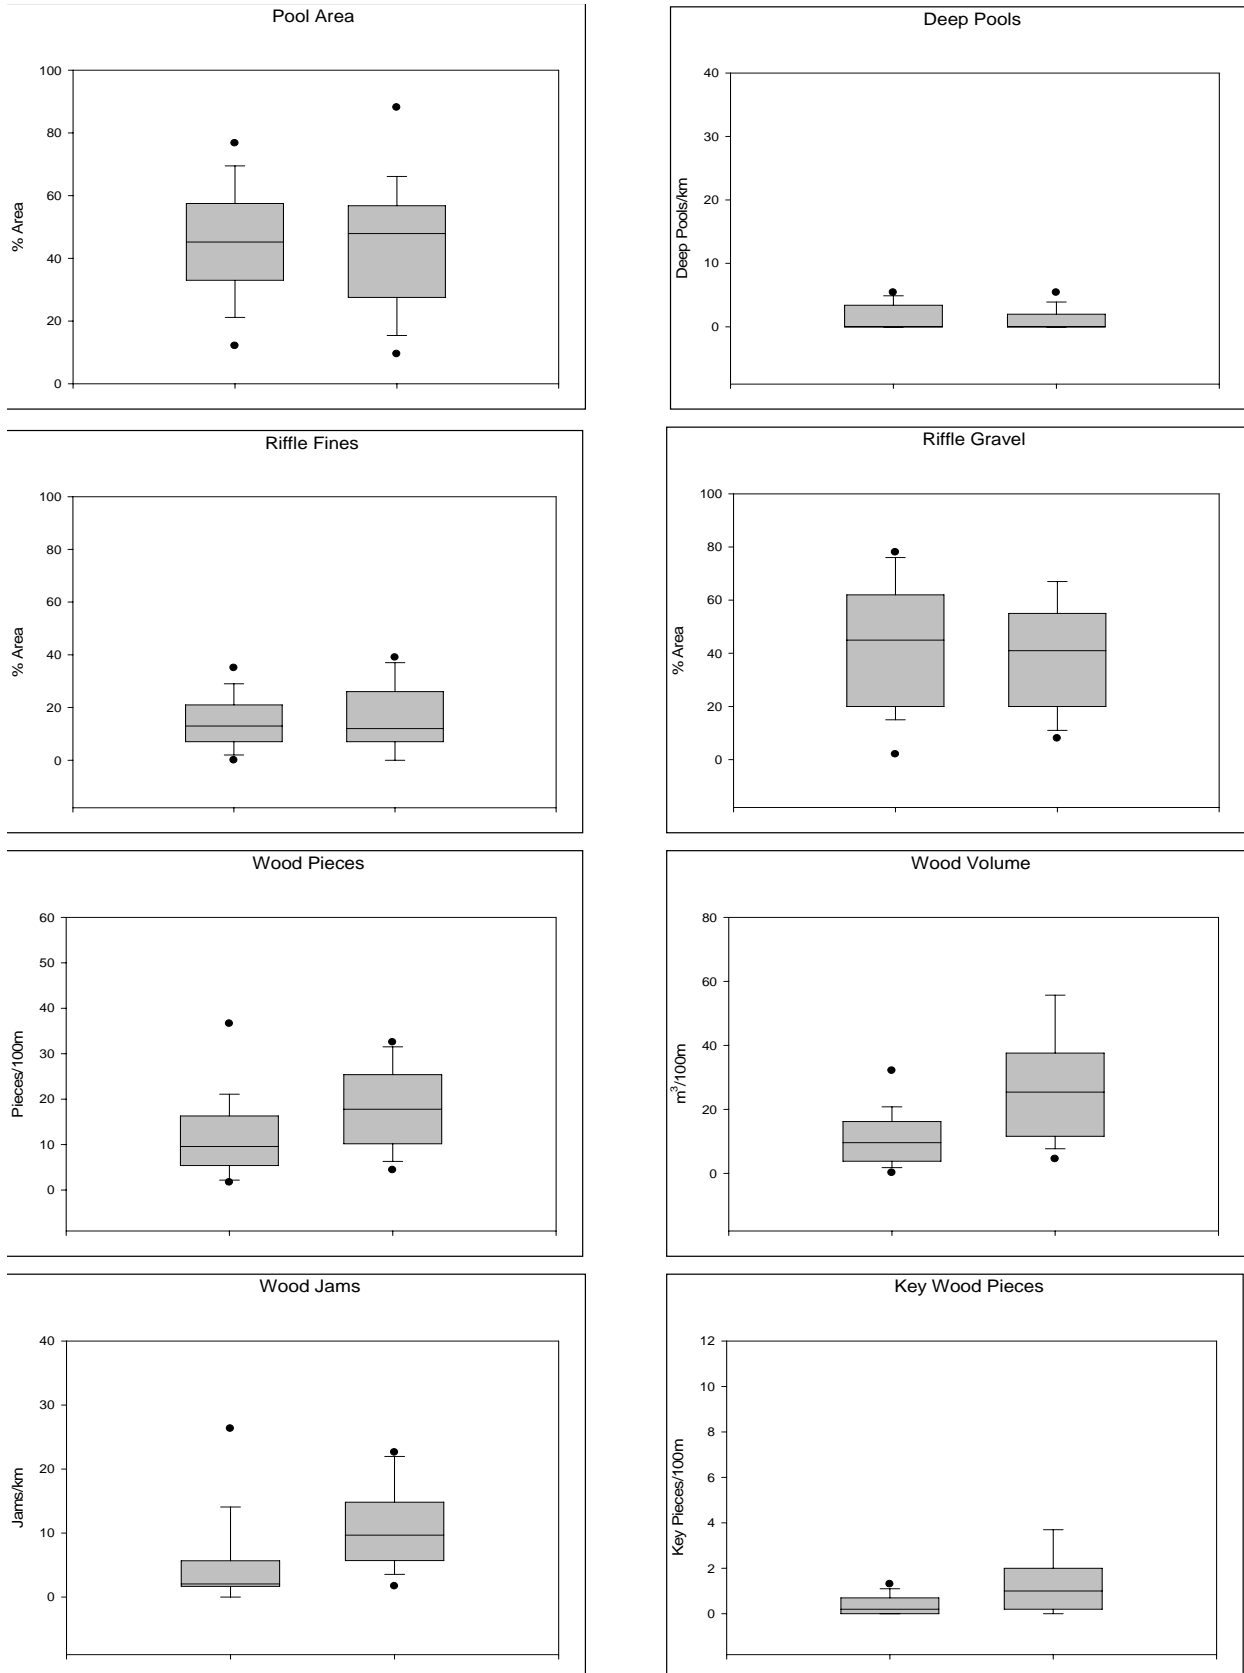 Pool Area
100
80
60
40
20
0
% Area
Deep Pools
40
30
20
10
0
Deep Pools/km
Riffle Fines
100
80
60
40
20
0
% Area
Riffle Gravel
100
80
60
40
20
0
% Area
Wood Pieces
60
50
40
30
20
10
0
Pieces/100m
Wood Volume
80
60
40
20
0
m³/100m
Wood Jams
40
30
20
10
0
Jams/km
Key Wood Pieces
12
10
8
6
4
2
0
Key Pieces/100m